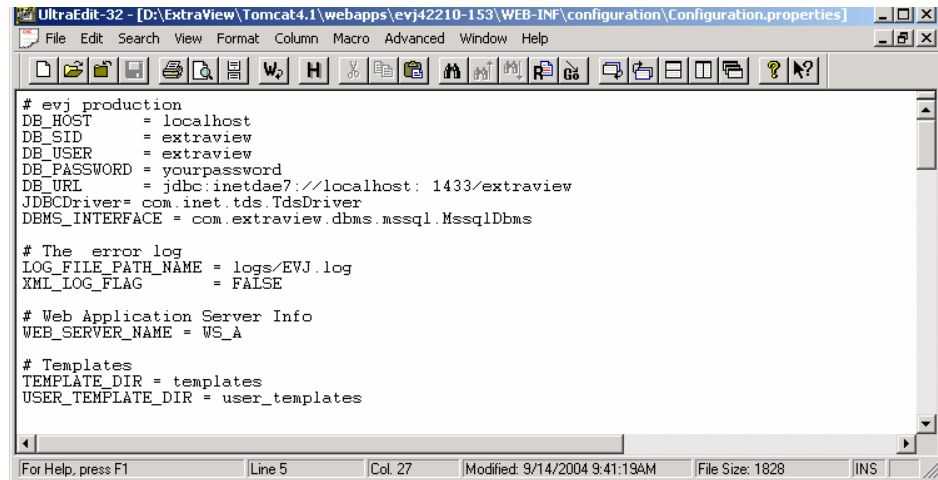 UltraEdit-32 - [D:\ExtraView\Tomcat4.1\webapps\evj42210-153\WEB-INF\configuration\Configuration.properties]
File Edit Search View Format Column Macro Advanced Window Help
# evj production
DB_HOST = localhost
DB_SID = extraview
DB_USER = extraview
DB_PASSWORD = yourpassword
DB_URL = jdbc:inetdae7://localhost: 1433/extraview
JDBCDriver= com.inet.tds.TdsDriver
DBMS_INTERFACE = com.extraview.dbms.mssql.MssqlDbms
# The error log
LOG_FILE_PATH_NAME = logs/EVJ.log
XML_LOG_FLAG = FALSE
# Web Application Server Info
WEB_SERVER_NAME = WS_A
# Templates
TEMPLATE_DIR = templates
USER_TEMPLATE_DIR = user_templates
For Help, press F1 Line 5 Col. 27 Modified: 9/14/2004 9:41:19AM File Size: 1828 INS